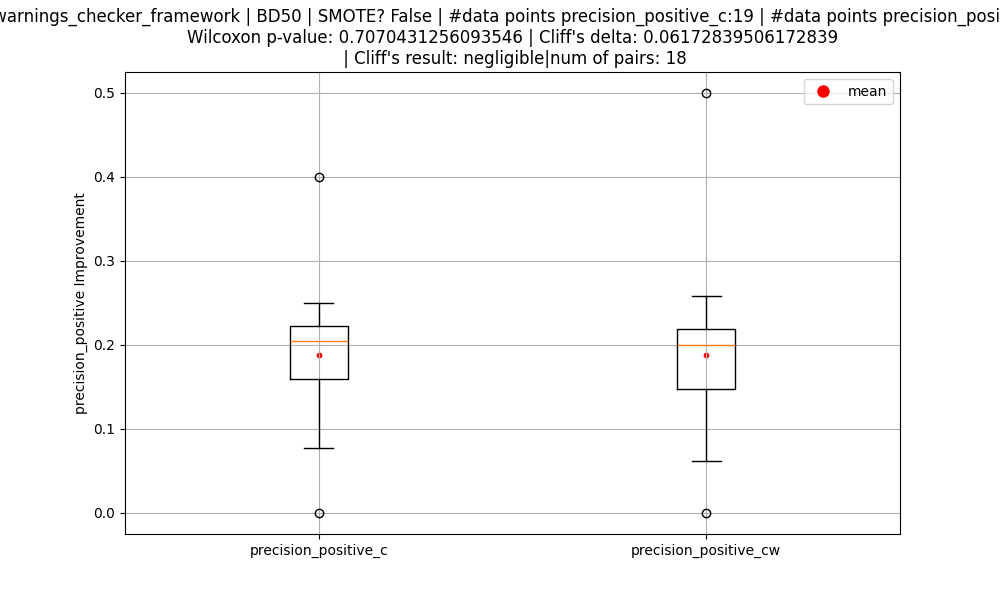 warnings_checker_framework | BD50 | SMOTE? False | #data points precision_positive_c:19 | #data points
Wilcoxon p-value: 0.7070431256093546 | Cliff's delta: 0.06172839506172839
| Cliff's result: negligible|num of pairs: 18
mean
0.5
0.4
0.3
0.2
0.1
0.0
precision_positive Improvement
precision_positive_c
precision_positive_cw